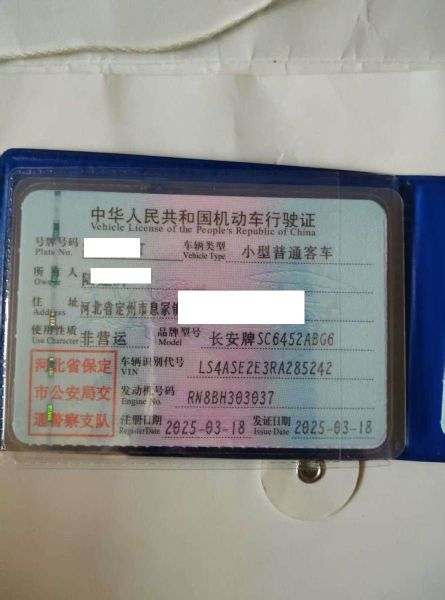 中华人民共和国机动车行驶证
Vehicle License of the People's Republic of China
号牌号码 车辆类型 小型普通客车
Plate No. Vehicle Type
所有人
Owner
住址 河北省定州市息冢镇
Address
使用性质 非营运 品牌型号 长安牌SC6452ABG6
Use Character Model
河北省保定 车辆识别代号 LS4ASE2E3RA285242
VIN
市公安局交 发动机号码 RN8BH303037
Engine No.
通警察支队 注册日期 2025-03-18 发证日期 2025-03-18
Register Date Issue Date